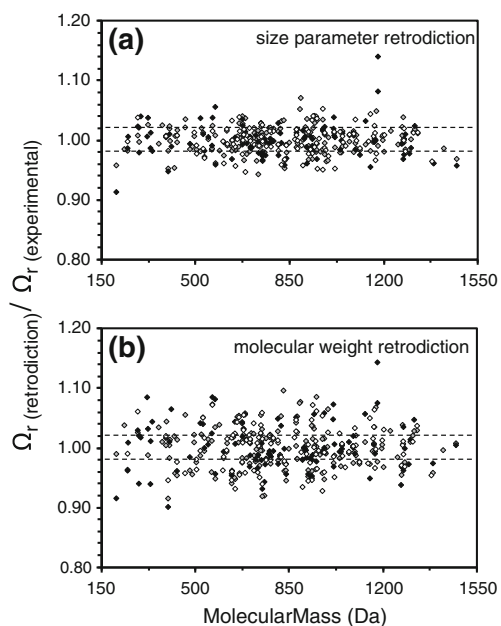 1.20
(a)
size parameter retrodiction
1.10
1.00
0.90
0.80
150 500 850 1200 1550
Ωr (retrodiction) / Ωr (experimental)
1.20
(b)
molecular weight retrodiction
1.10
1.00
0.90
0.80
150 500 850 1200 1550
MolecularMass (Da)